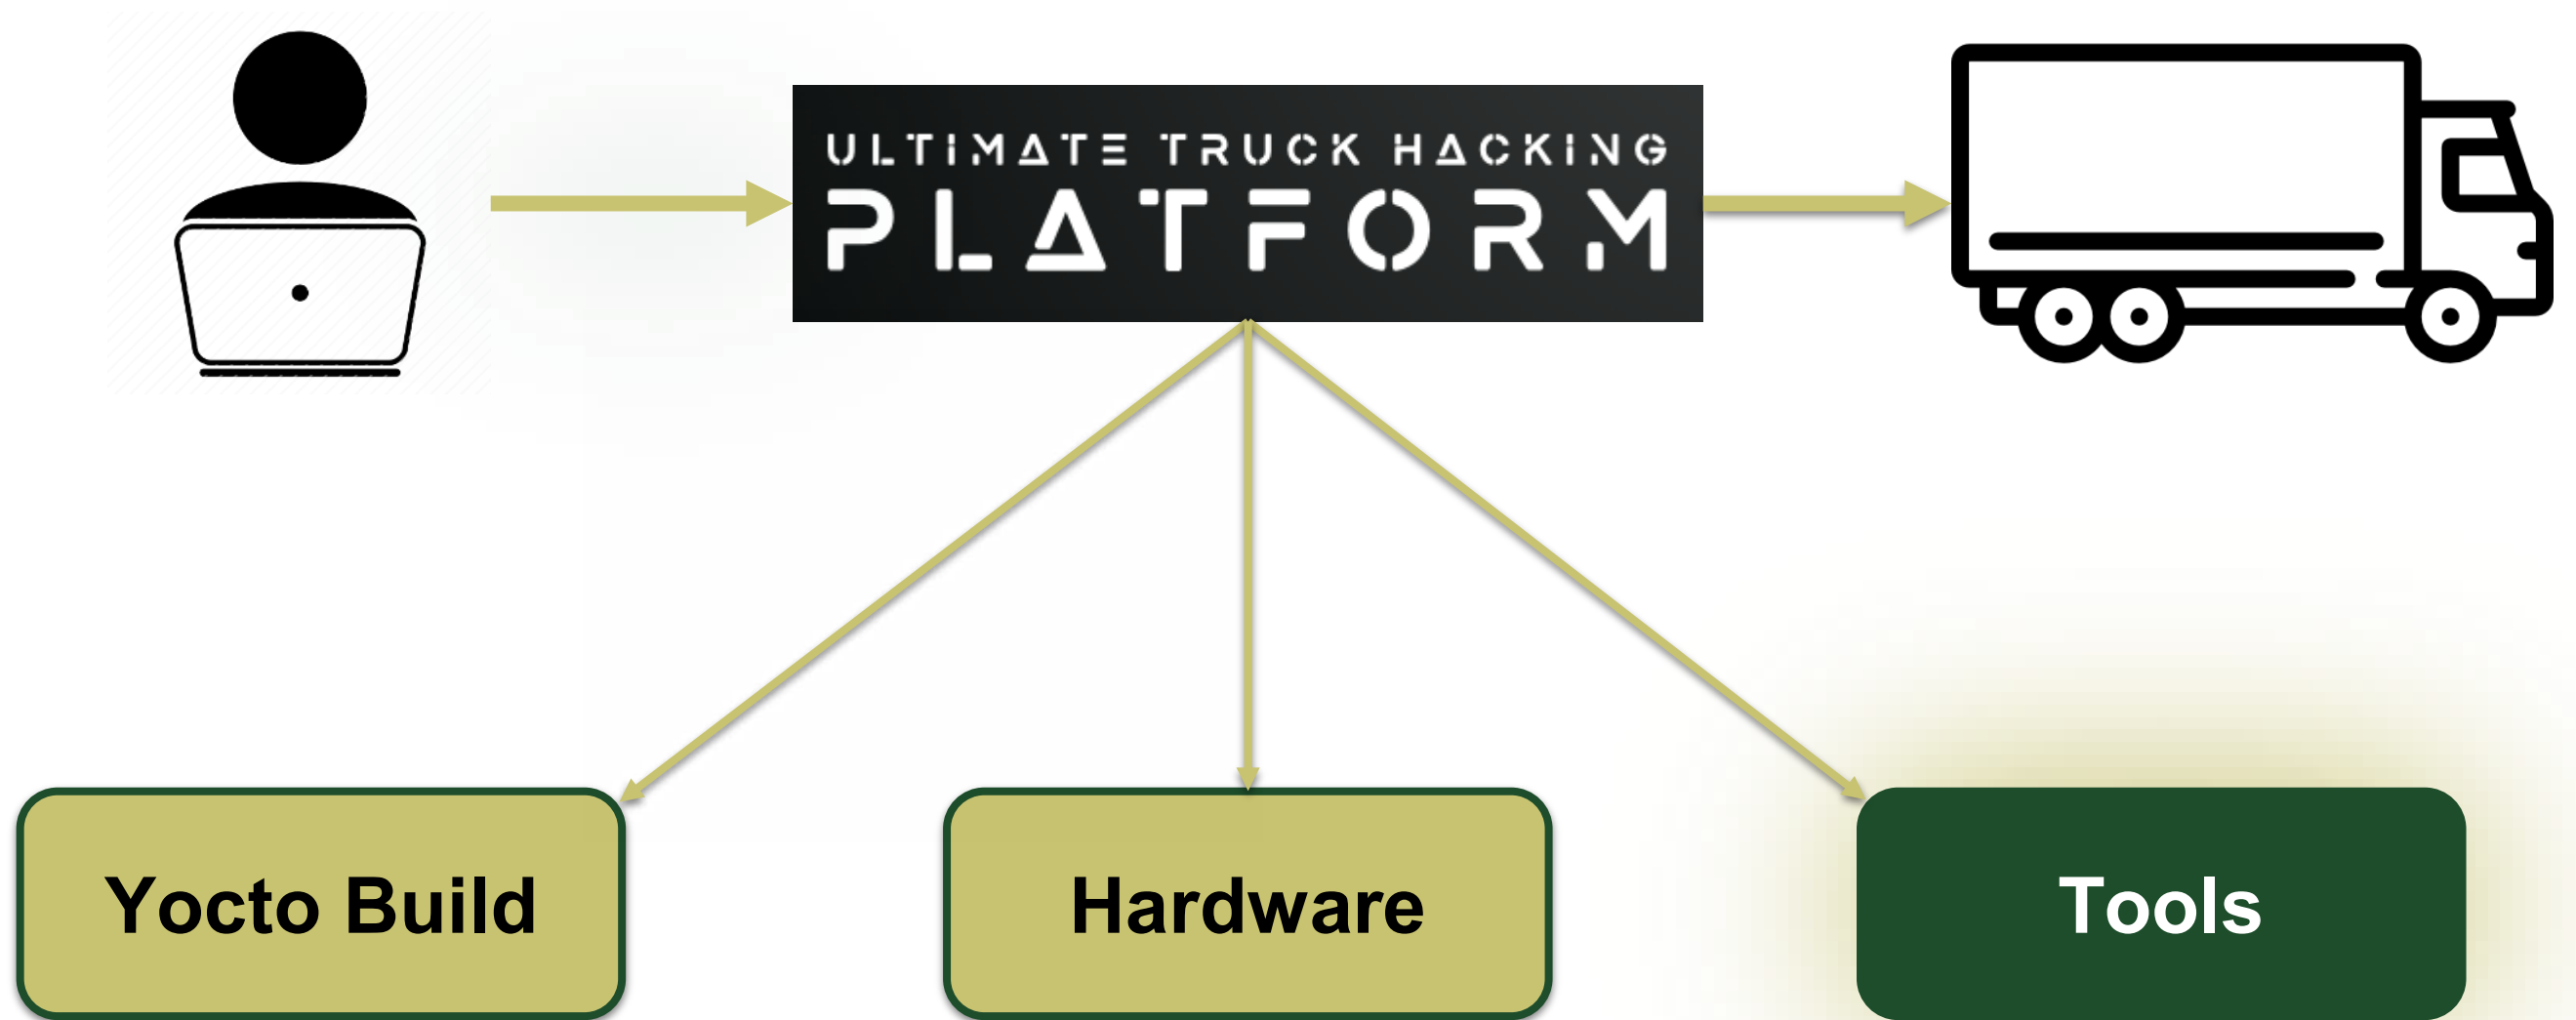 ULTIMATE TRUCK HACKING
PLATFORM
Yocto Build
Hardware
Tools